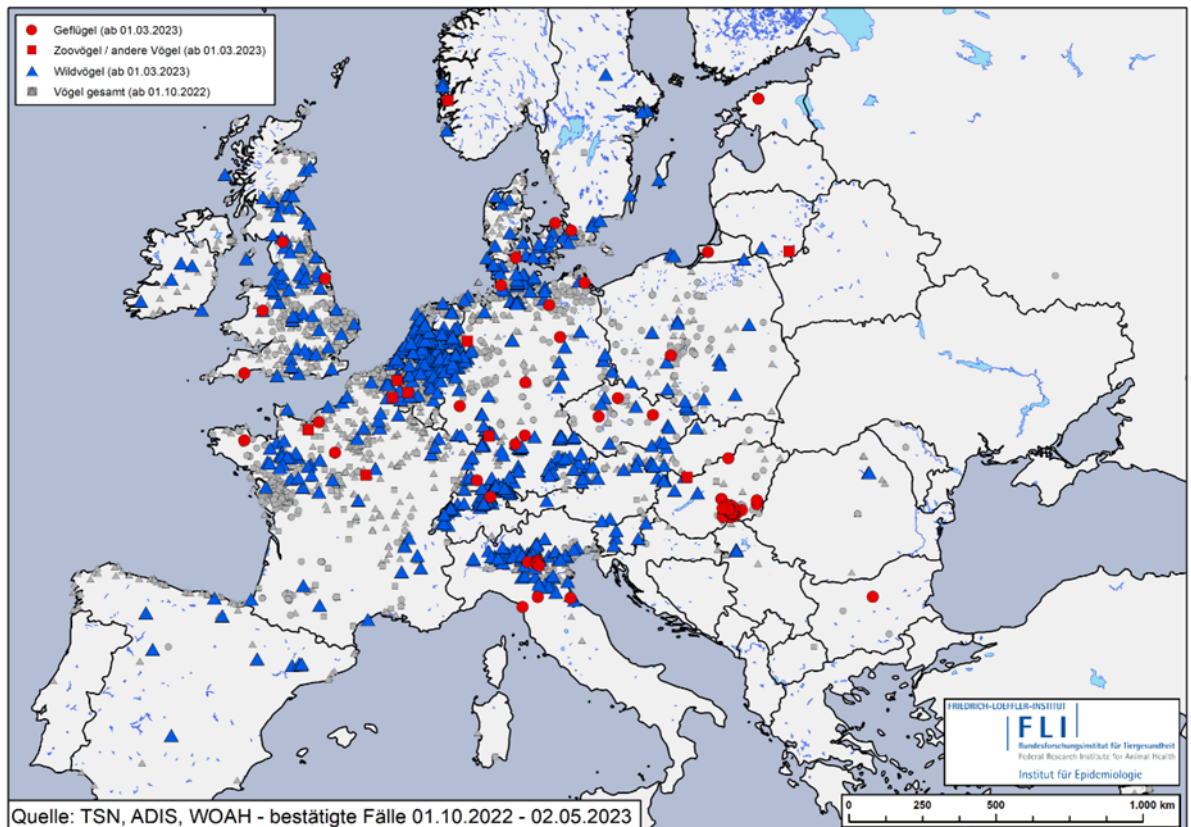 Geflügel (ab 01.03.2023)
Zoovögel / andere Vögel (ab 01.03.2023)
Wildvögel (ab 01.03.2023)
Vögel gesamt (ab 01.10.2022)
FRIEDRICH-LOEFFLER-INSTITUT
FLI
Bundesforschungsinstitut für Tiergesundheit
Federal Research Institute for Animal Health
Institut für Epidemiologie
Quelle: TSN, ADIS, WOAH - bestätigte Fälle 01.10.2022 - 02.05.2023
0 250 500 1.000 km